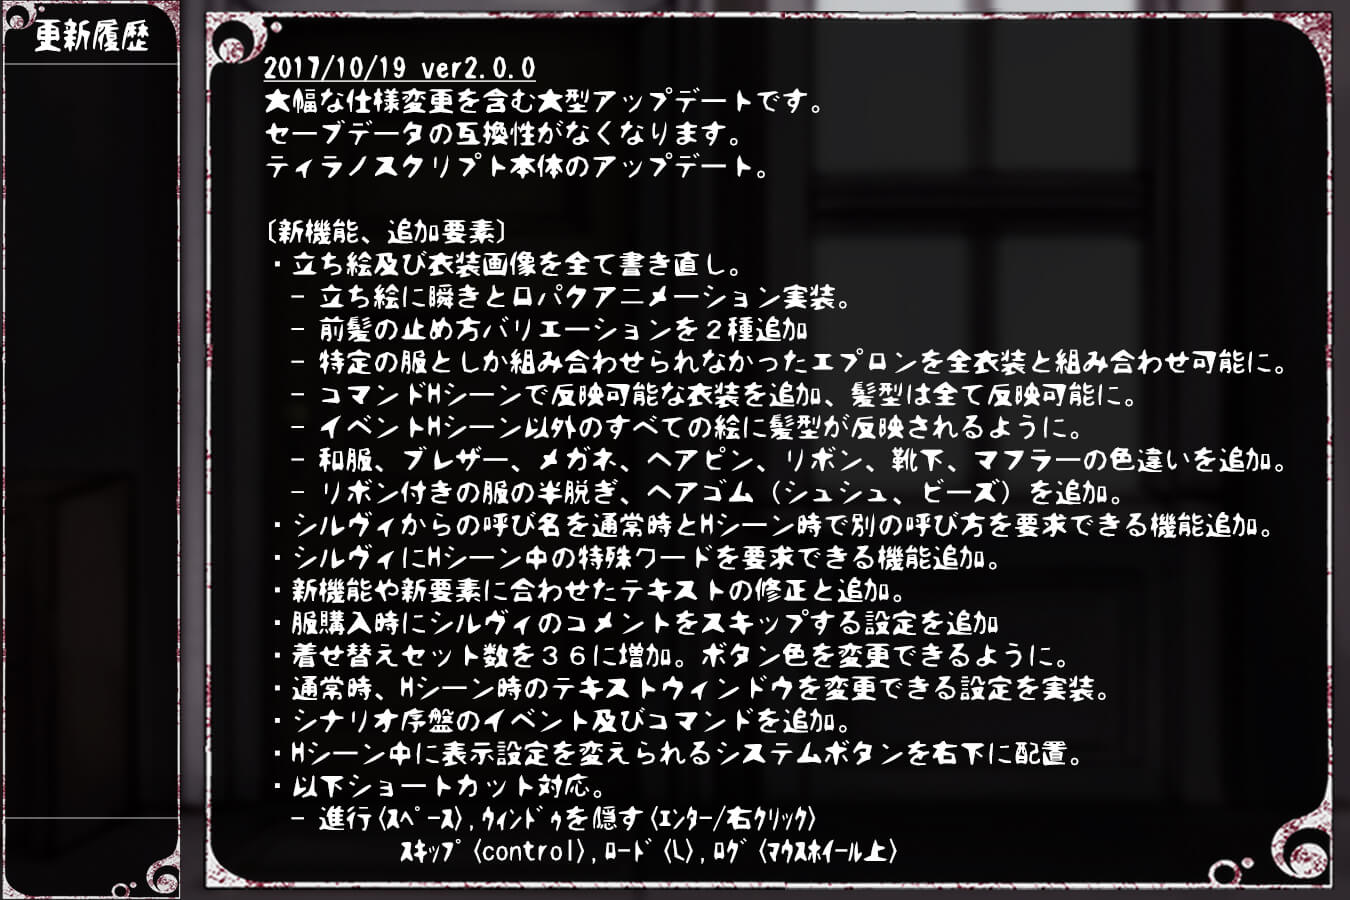 更新履歴
2017/10/19 ver2.0.0
大幅な仕様変更を含む大型アップデートです。
セーブデータの互換性がなくなります。
ティラノスクリプト本体のアップデート。
〔新機能、追加要素〕
・立ち絵及び衣装画像を全て書き直し。
－ 立ち絵に瞬きと口パクアニメーション実装。
－ 前髪の止め方バリエーションを２種追加
－ 特定の服としか組み合わせられなかったエプロンを全衣装と組み合わせ可能に。
－ コマンドHシーンで反映可能な衣装を追加、髪型は全て反映可能に。
－ イベントHシーン以外のすべての絵に髪型が反映されるように。
－ 和服、ブレザー、メガネ、ヘアピン、リボン、靴下、マフラーの色違いを追加。
－ リボン付きの服の半脱ぎ、ヘアゴム（シュシュ、ビーズ）を追加。
・シルヴィからの呼び名を通常時とHシーン時で別の呼び方を要求できる機能追加。
・シルヴィにHシーン中の特殊ワードを要求できる機能追加。
・新機能や新要素に合わせたテキストの修正と追加。
・服購入時にシルヴィのコメントをスキップする設定を追加
・着せ替えセット数を３６に増加。ボタン色を変更できるように。
・通常時、Hシーン時のテキストウィンドウを変更できる設定を実装。
・シナリオ序盤のイベント及びコマンドを追加。
・Hシーン中に表示設定を変えられるシステムボタンを右下に配置。
・以下ショートカット対応。
－ 進行〈ｽﾍﾟｰｽ〉,ｳｨﾝﾄﾞｩを隠す〈ｴﾝﾀｰ/右ｸﾘｯｸ〉
ｽｷｯﾌﾟ〈control〉,ﾛｰﾄﾞ〈L〉,ﾛｸﾞ〈ﾏｳｽﾎｲｰﾙ上〉